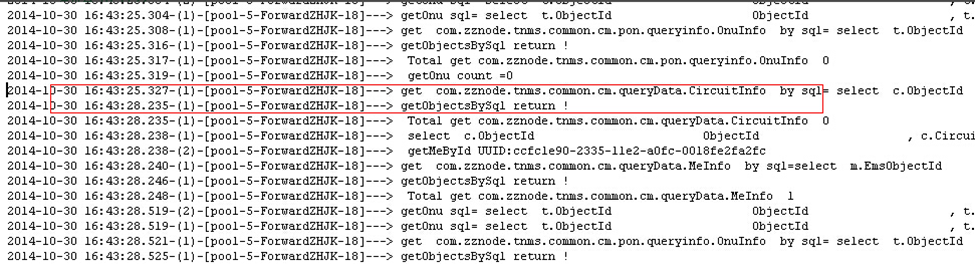 2014-10-30 16:43:25.304-(1)-[pool-5-ForwardZHJK-18]---> getOnu sql= select t.ObjectId ObjectId , t.
2014-10-30 16:43:25.308-(1)-[pool-5-ForwardZHJK-18]---> get com.zznode.tnms.common.cm.pon.queryinfo.OnuInfo by sql= select t.ObjectId
2014-10-30 16:43:25.316-(1)-[pool-5-ForwardZHJK-18]---> getObjectsBySql return !
2014-10-30 16:43:25.317-(1)-[pool-5-ForwardZHJK-18]---> Total get com.zznode.tnms.common.cm.pon.queryinfo.OnuInfo 0
2014-10-30 16:43:25.319-(1)-[pool-5-ForwardZHJK-18]---> getOnu count =0
2014-10-30 16:43:25.327-(1)-[pool-5-ForwardZHJK-18]---> get com.zznode.tnms.common.cm.queryData.CircuitInfo by sql= select c.ObjectId
2014-10-30 16:43:28.235-(1)-[pool-5-ForwardZHJK-18]---> getObjectsBySql return !
2014-10-30 16:43:28.235-(1)-[pool-5-ForwardZHJK-18]---> Total get com.zznode.tnms.common.cm.queryData.CircuitInfo 0
2014-10-30 16:43:28.238-(1)-[pool-5-ForwardZHJK-18]---> select c.ObjectId ObjectId , c.Circu
2014-10-30 16:43:28.238-(2)-[pool-5-ForwardZHJK-18]---> getMeById UUID:ccfc1e90-2335-11e2-a0fc-0018fe2fa2fc
2014-10-30 16:43:28.240-(1)-[pool-5-ForwardZHJK-18]---> get com.zznode.tnms.common.cm.queryData.MeInfo by sql=select m.EmsObjectId
2014-10-30 16:43:28.246-(1)-[pool-5-ForwardZHJK-18]---> getObjectsBySql return !
2014-10-30 16:43:28.248-(1)-[pool-5-ForwardZHJK-18]---> Total get com.zznode.tnms.common.cm.queryData.MeInfo 1
2014-10-30 16:43:28.519-(2)-[pool-5-ForwardZHJK-18]---> getOnu sql= select t.ObjectId ObjectId , t.
2014-10-30 16:43:28.519-(1)-[pool-5-ForwardZHJK-18]---> getOnu sql= select t.ObjectId ObjectId , t.
2014-10-30 16:43:28.521-(1)-[pool-5-ForwardZHJK-18]---> get com.zznode.tnms.common.cm.pon.queryinfo.OnuInfo by sql= select t.ObjectId
2014-10-30 16:43:28.525-(1)-[pool-5-ForwardZHJK-18]---> getObjectsBySql return !